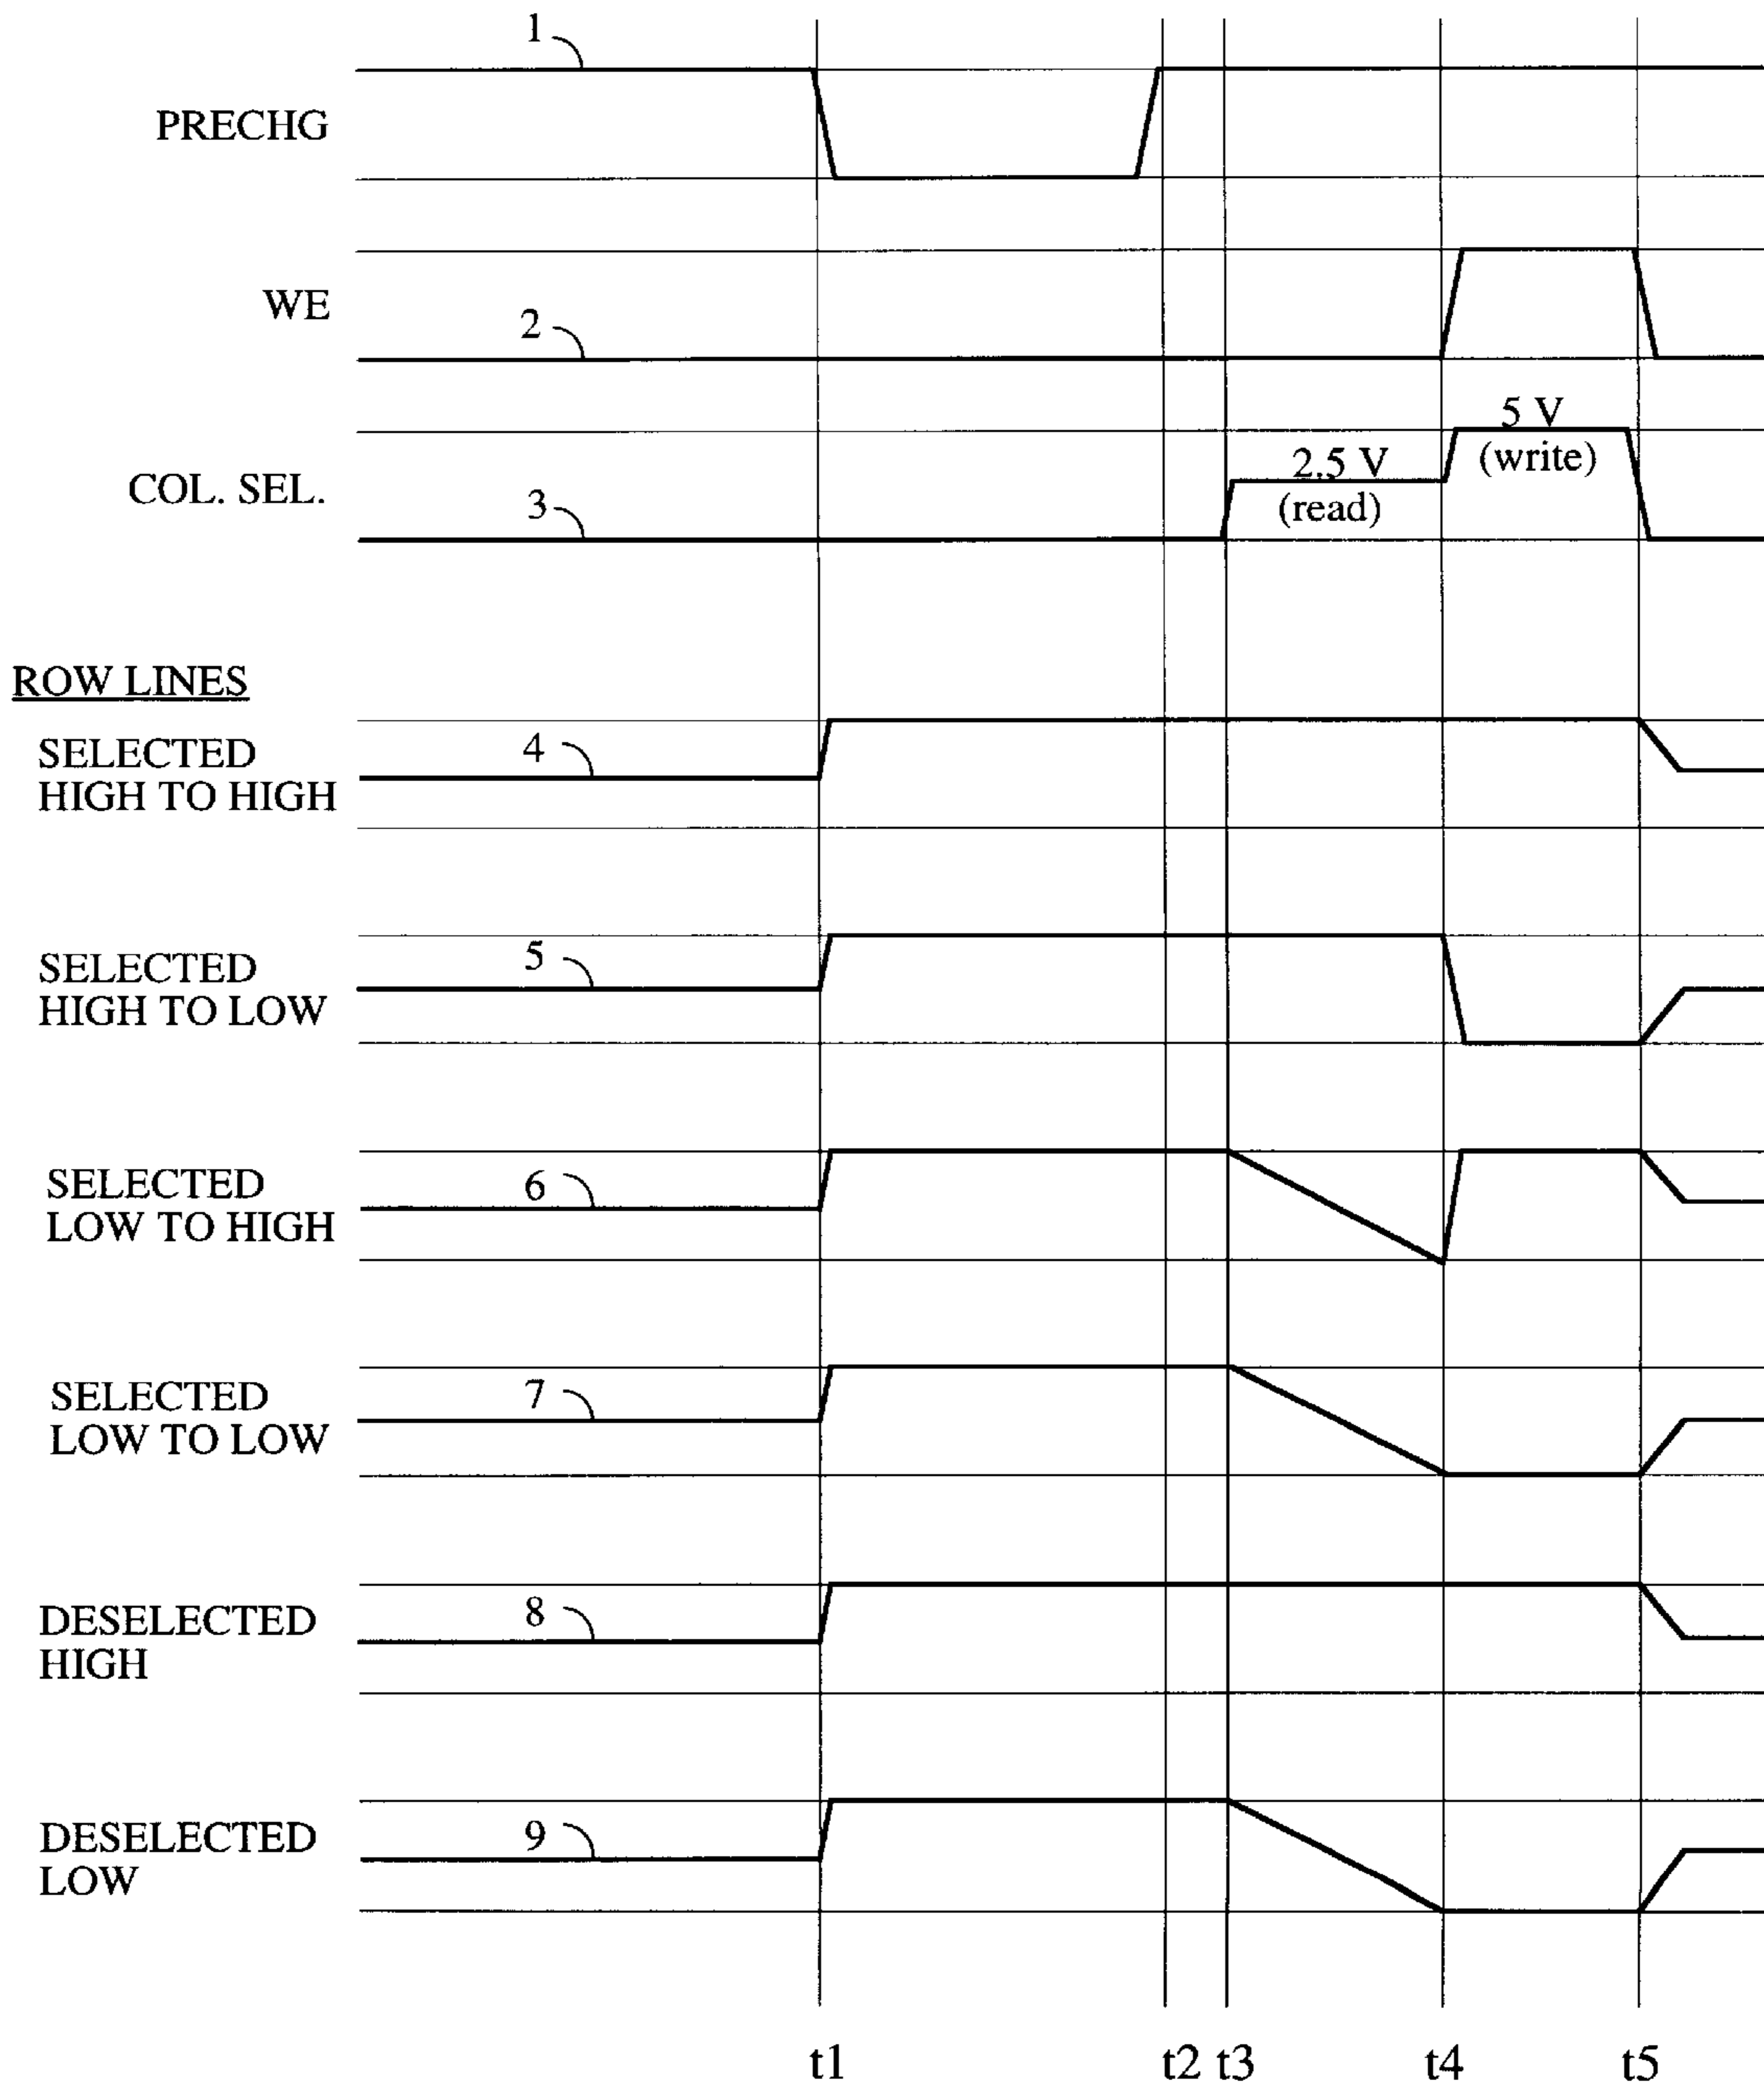 1
PRECHG
WE
2
5 V
(write)
2.5 V
(read)
COL. SEL.
3
ROW LINES
SELECTED
HIGH TO HIGH
4
SELECTED
HIGH TO LOW
5
SELECTED
LOW TO HIGH
6
SELECTED
LOW TO LOW
7
DESELECTED
HIGH
8
DESELECTED
LOW
9
t1 t2 t3 t4 t5